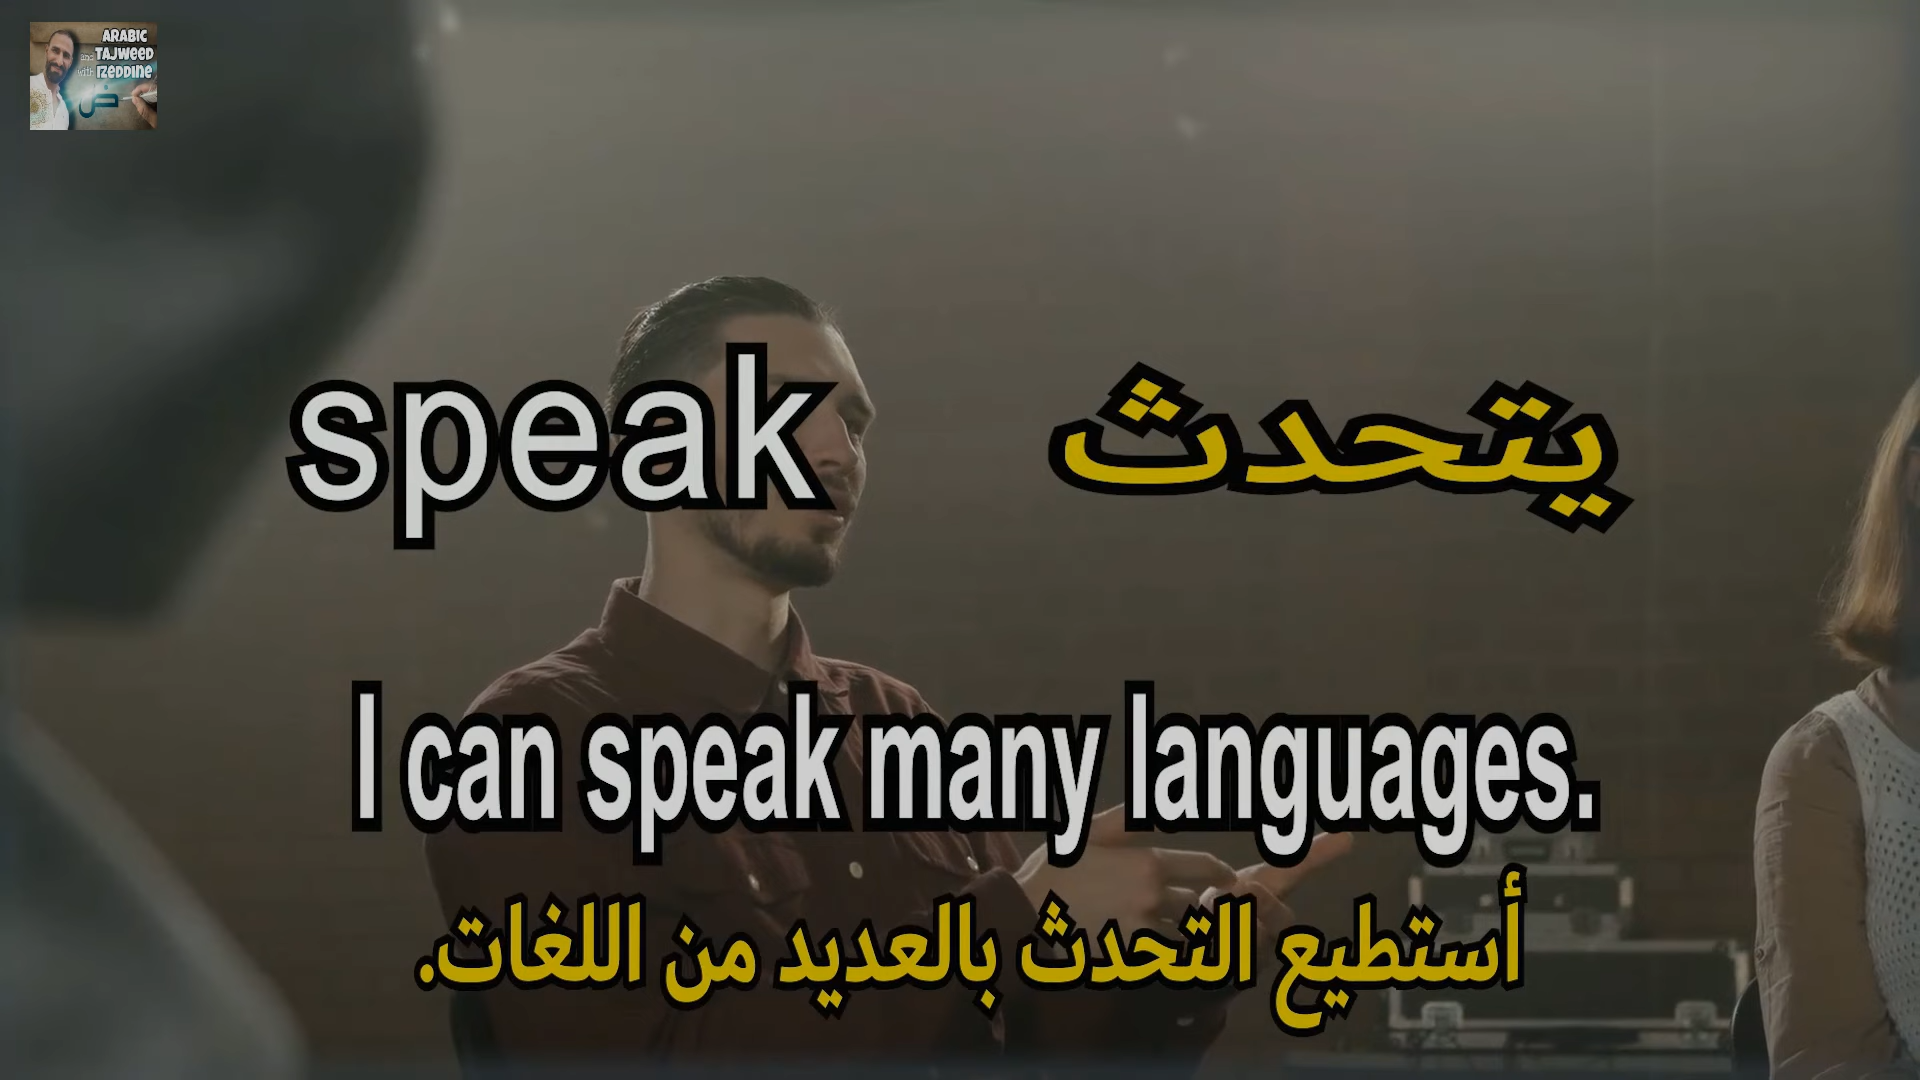 ARABIC
and TAJWEED
with IZEDDINE
ض
speak يتحدث
I can speak many languages.
أستطيع التحدث بالعديد من اللغات.